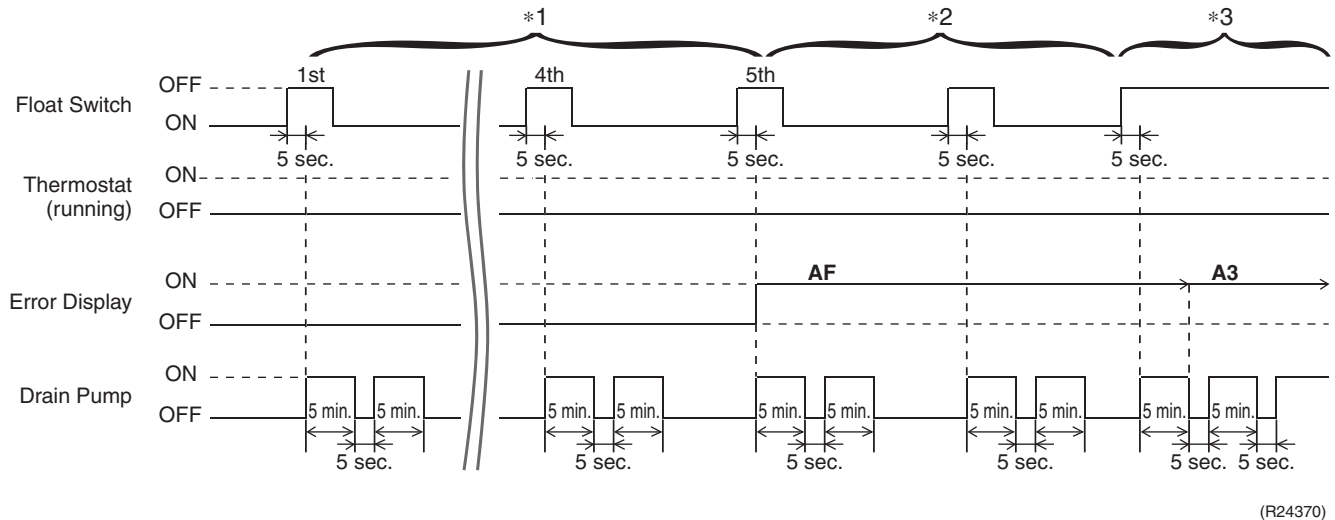 *1 *2 *3
1st 4th 5th
Float Switch OFF
ON
5 sec. 5 sec. 5 sec. 5 sec. 5 sec.
Thermostat (running) ON
OFF
Error Display ON AF A3
OFF
Drain Pump ON
OFF 5 min. 5 min. 5 min. 5 min. 5 min. 5 min. 5 min. 5 min. 5 min. 5 min.
5 sec. 5 sec. 5 sec. 5 sec. 5 sec. 5 sec.
(R24370)